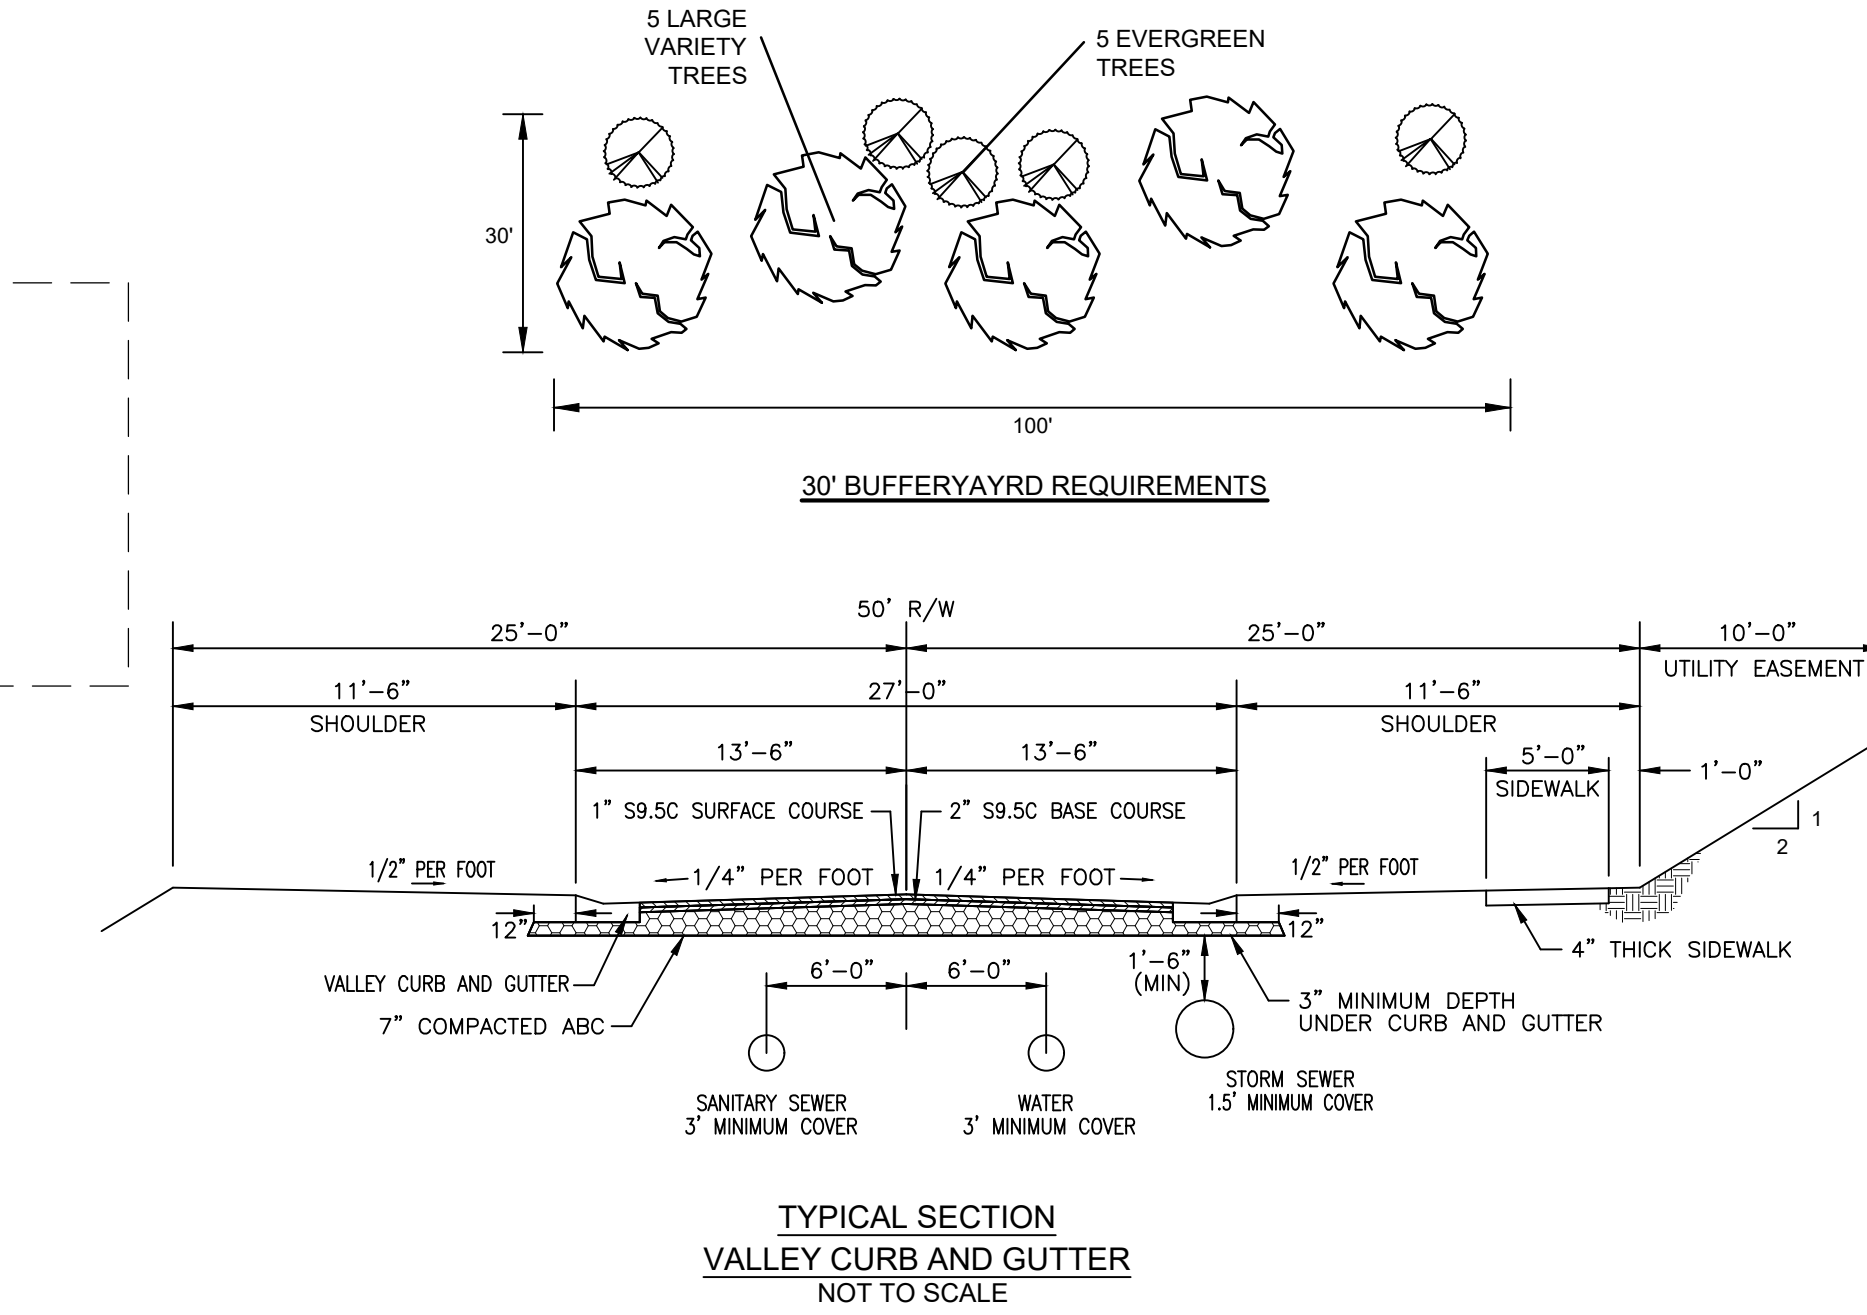 5 LARGE
VARIETY
TREES
5 EVERGREEN
TREES
30'
100'
30' BUFFERYAYRD REQUIREMENTS
50' R/W
25'-0"
25'-0"
10'-0"
UTILITY EASEMENT
11'-6"
SHOULDER
27'-0"
11'-6"
SHOULDER
13'-6"
13'-6"
5'-0"
SIDEWALK
1'-0"
1" S9.5C SURFACE COURSE
2" S9.5C BASE COURSE
1
2
1/2" PER FOOT
1/4" PER FOOT
1/4" PER FOOT
1/2" PER FOOT
12"
12"
4" THICK SIDEWALK
VALLEY CURB AND GUTTER
7" COMPACTED ABC
6'-0"
6'-0"
1'-6"
(MIN)
3" MINIMUM DEPTH
UNDER CURB AND GUTTER
SANITARY SEWER
3' MINIMUM COVER
WATER
3' MINIMUM COVER
STORM SEWER
1.5' MINIMUM COVER
TYPICAL SECTION
VALLEY CURB AND GUTTER
NOT TO SCALE